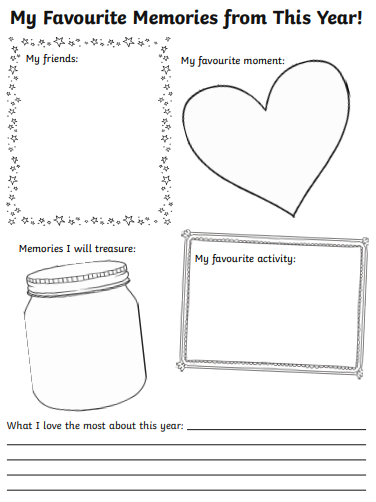 My Favourite Memories from This Year!
My friends:
My favourite moment:
Memories I will treasure:
My favourite activity:
What I love the most about this year: